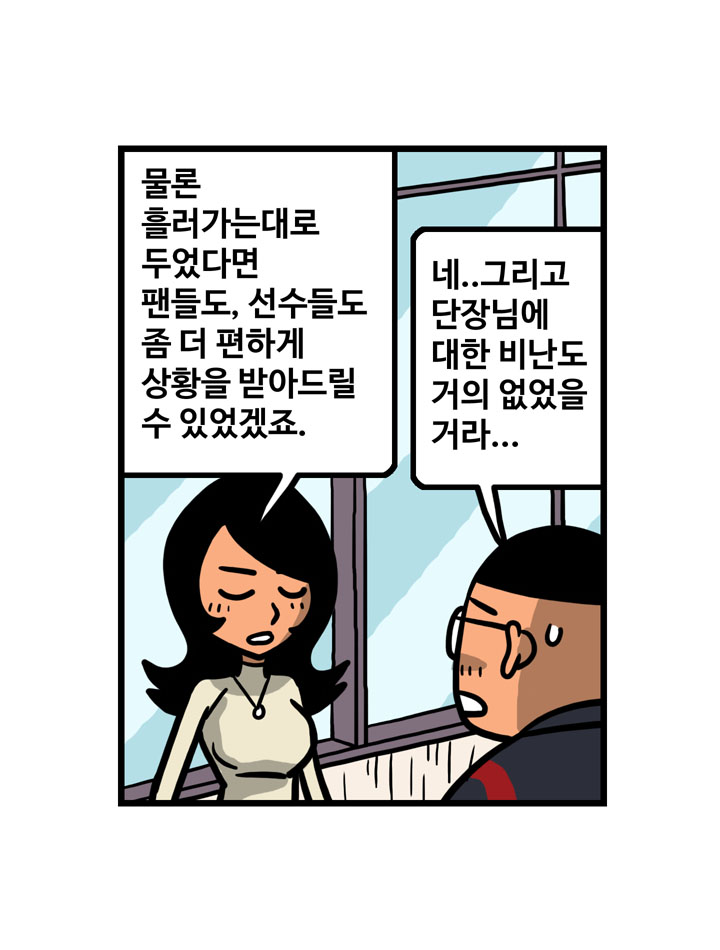 물론
흘러가는대로
두었다면
팬들도, 선수들도
좀 더 편하게
상황을 받아드릴
수 있었겠죠.
네..그리고
단장님에
대한 비난도
거의 없었을
거라...